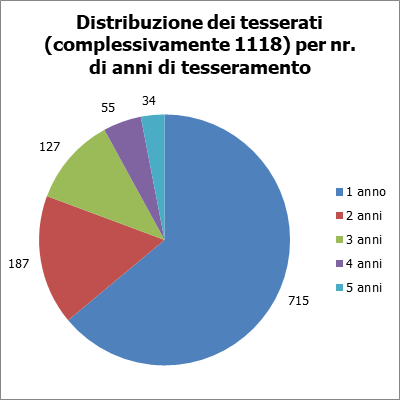 Distribuzione dei tesserati
(complessivamente 1118) per nr.
di anni di tesseramento
34
55
127
187
715
1 anno
2 anni
3 anni
4 anni
5 anni